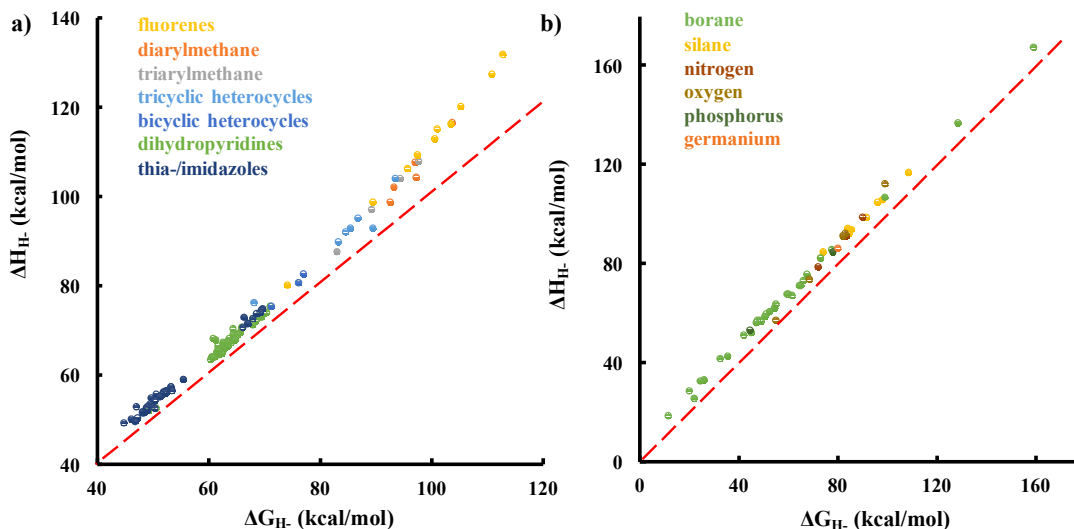 a)
fluorenes
diarylmethane
triarylmethane
tricyclic heterocycles
bicyclic heterocycles
dihydropyridines
thia-/imidazoles
140
120
100
80
60
40
ΔH_H- (kcal/mol)
40 60 80 100 120
ΔG_H- (kcal/mol)
b)
borane
silane
nitrogen
oxygen
phosphorus
germanium
160
120
80
40
0
ΔH_H- (kcal/mol)
0 40 80 120 160
ΔG_H- (kcal/mol)